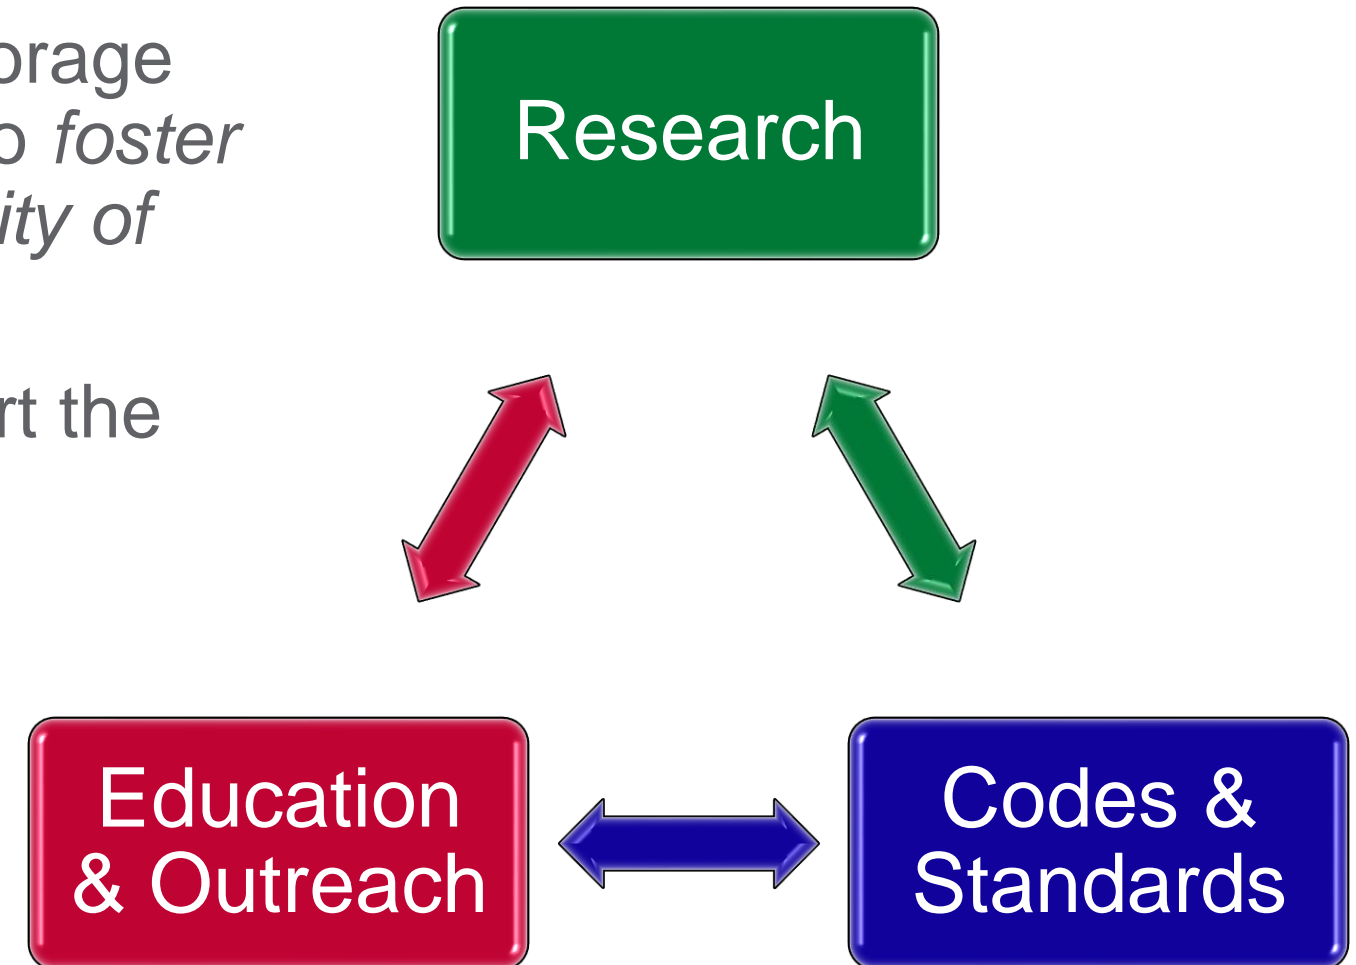 orage
o foster
ity of
rt the
Research
Education
& Outreach
Codes &
Standards